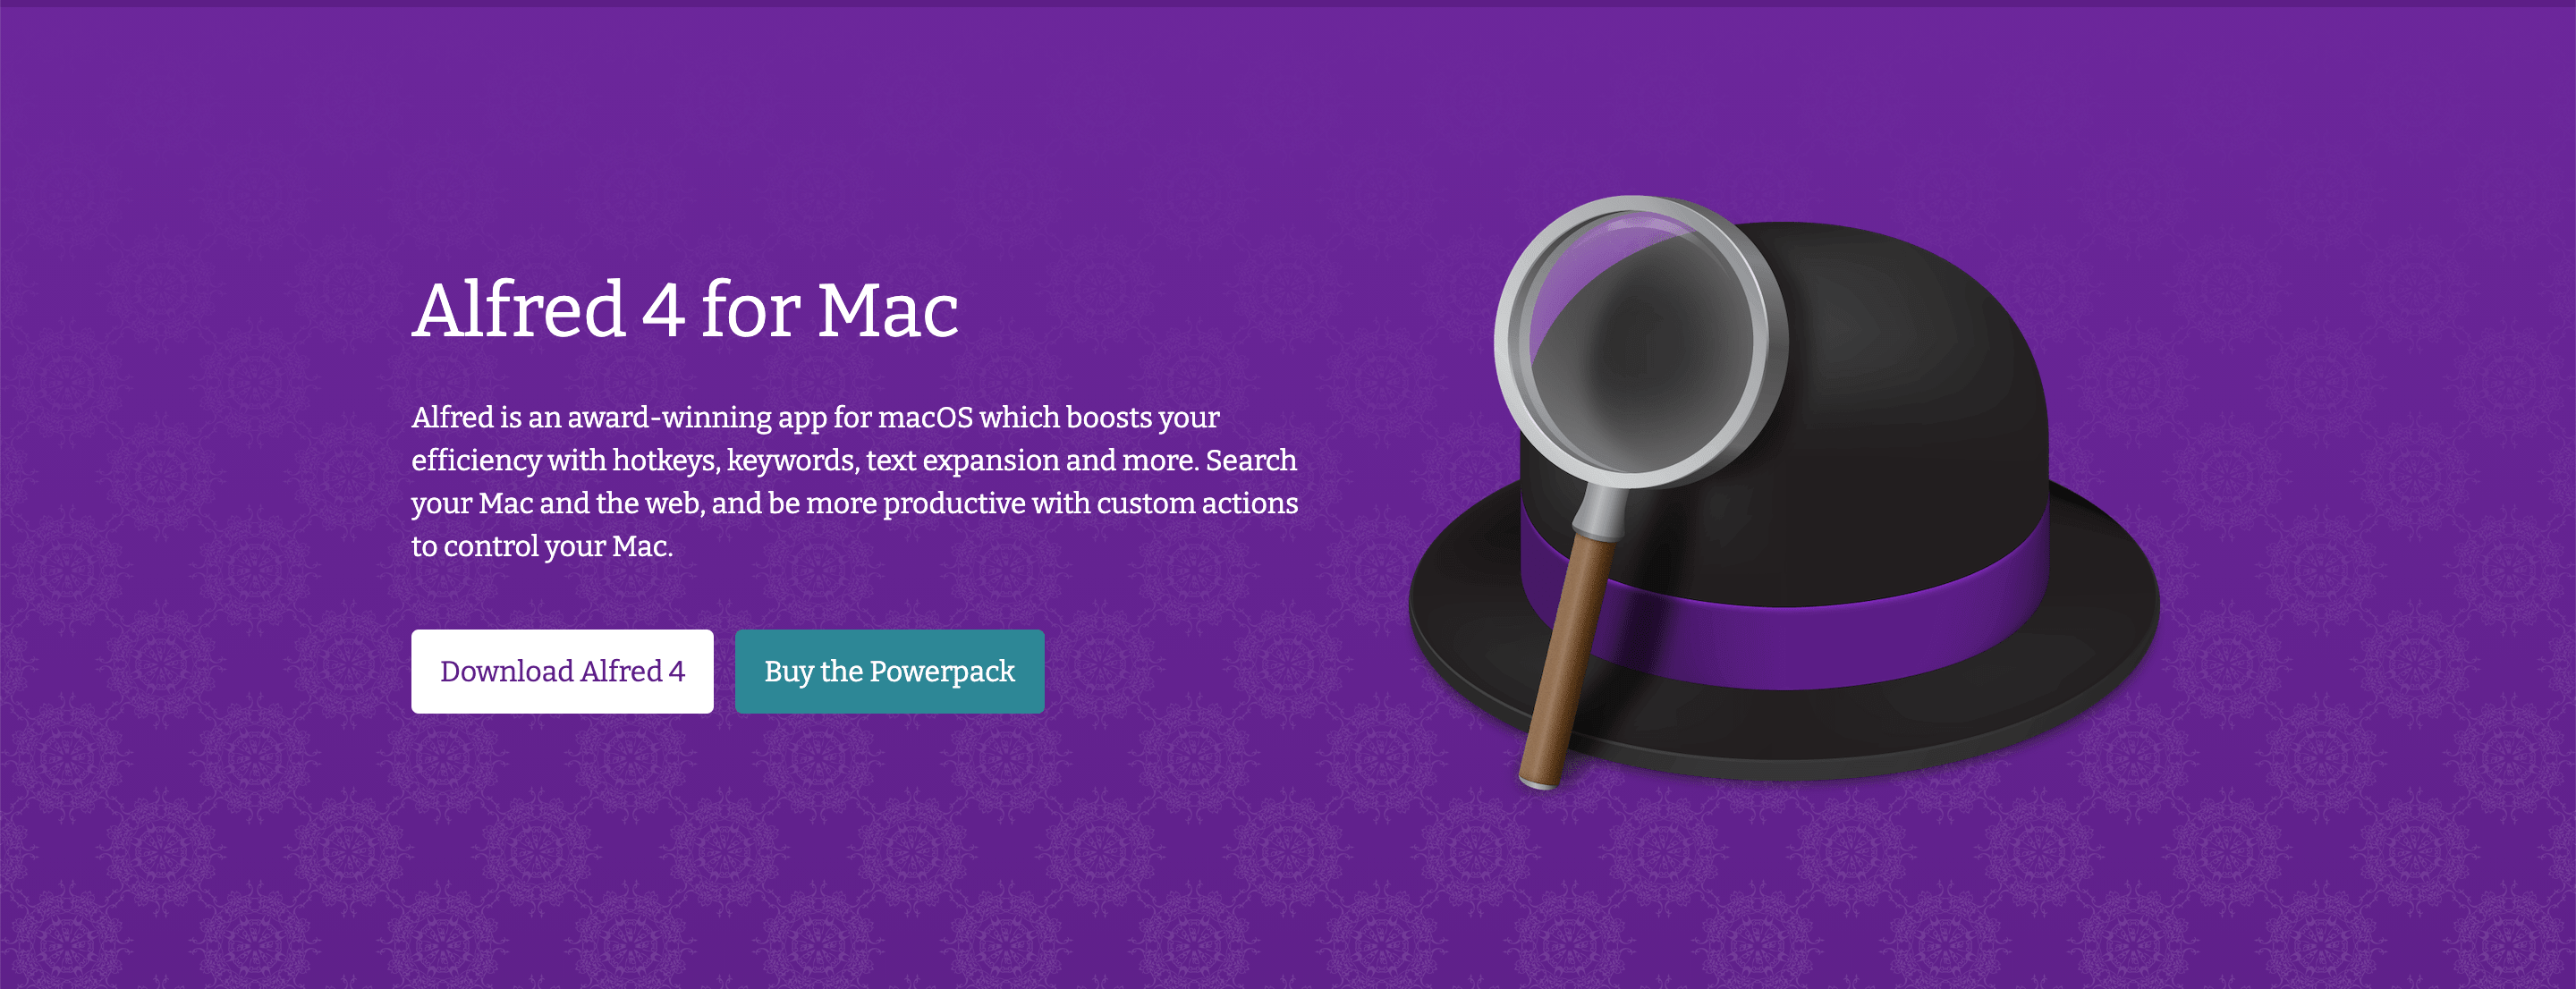 Alfred 4 for Mac
Alfred is an award-winning app for macOS which boosts your
efficiency with hotkeys, keywords, text expansion and more. Search
your Mac and the web, and be more productive with custom actions
to control your Mac.
Download Alfred 4
Buy the Powerpack